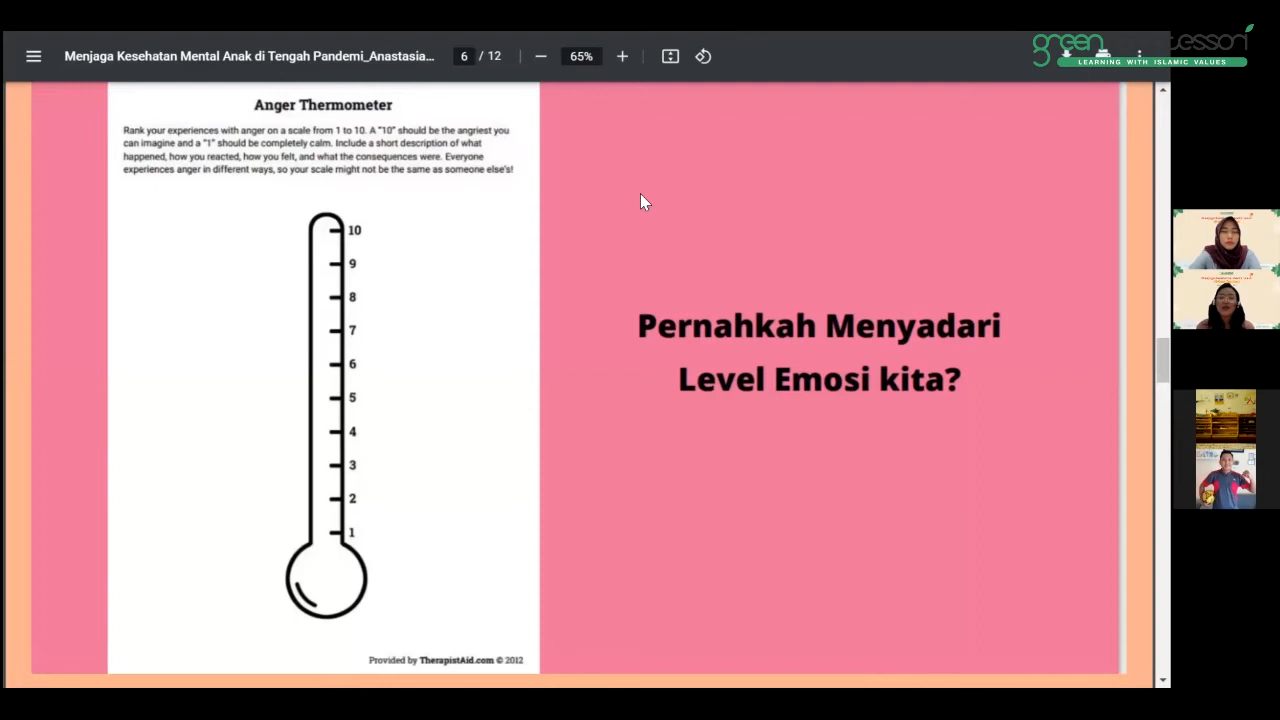 Menjaga Kesehatan Mental Anak di Tengah Pandemi_Anastasia...
6 / 12
65%
green
LEARNING WITH ISLAMIC VALUES
Anger Thermometer
Rank your experiences with anger on a scale from 1 to 10. A "10" should be the angriest you
can imagine and a "1" should be completely calm. Include a short description of what
happened, how you reacted, how you felt, and what the consequences were. Everyone
experiences anger in different ways, so your scale might not be the same as someone else's!
10
9
8
7
6
5
4
3
2
1
Provided by TherapistAid.com © 2012
Pernahkah Menyadari
Level Emosi kita?